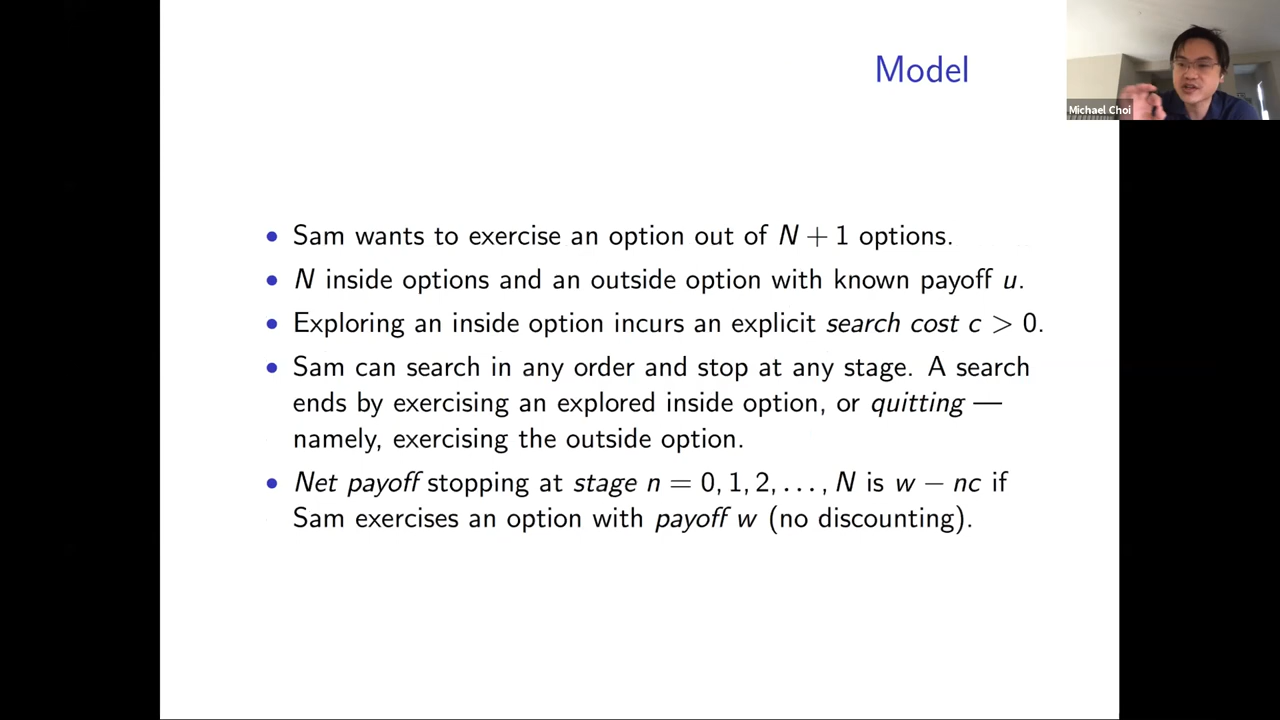 Model
Michael Choi
• Sam wants to exercise an option out of N + 1 options.
• N inside options and an outside option with known payoff u.
• Exploring an inside option incurs an explicit search cost c > 0.
• Sam can search in any order and stop at any stage. A search
ends by exercising an explored inside option, or quitting —
namely, exercising the outside option.
• Net payoff stopping at stage n = 0, 1, 2, . . . , N is w − nc if
Sam exercises an option with payoff w (no discounting).